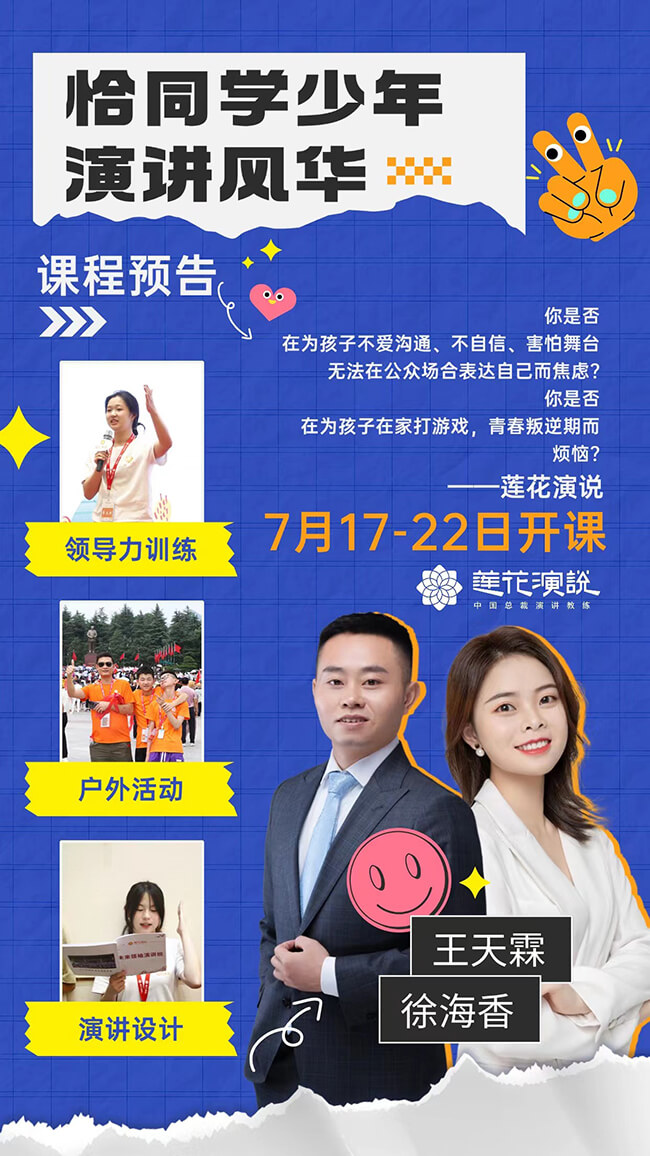 恰同学少年
演讲风华
课程预告
你是否
在为孩子不爱沟通、不自信、害怕舞台
无法在公众场合表达自己而焦虑？
你是否
在为孩子在家打游戏，青春叛逆期而
烦恼？
——莲花演说
7月17-22日开课
莲花演説
中国总裁演讲教练
领导力训练
户外活动
演讲设计
王天霖
徐海香